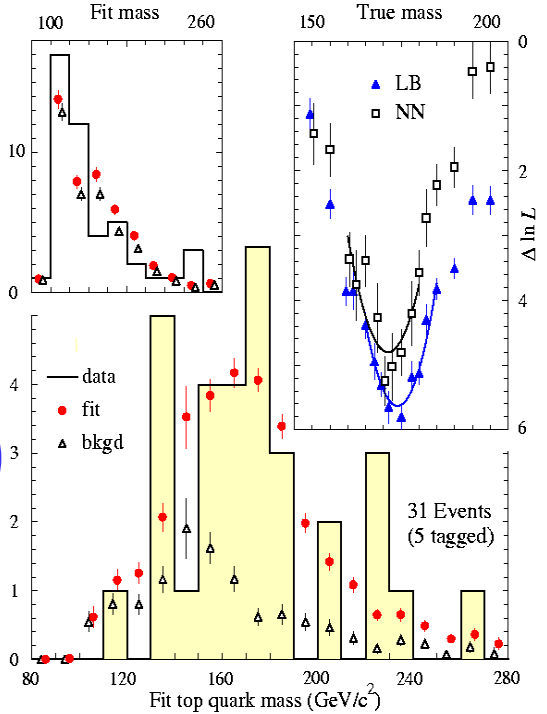 Fit mass
True mass
100
260
150
200
10
0
0
2
4
6
Δ ln L
LB
NN
data
fit
bkgd
4
3
2
1
0
31 Events
(5 tagged)
80
120
160
200
240
280
Fit top quark mass (GeV/c²)